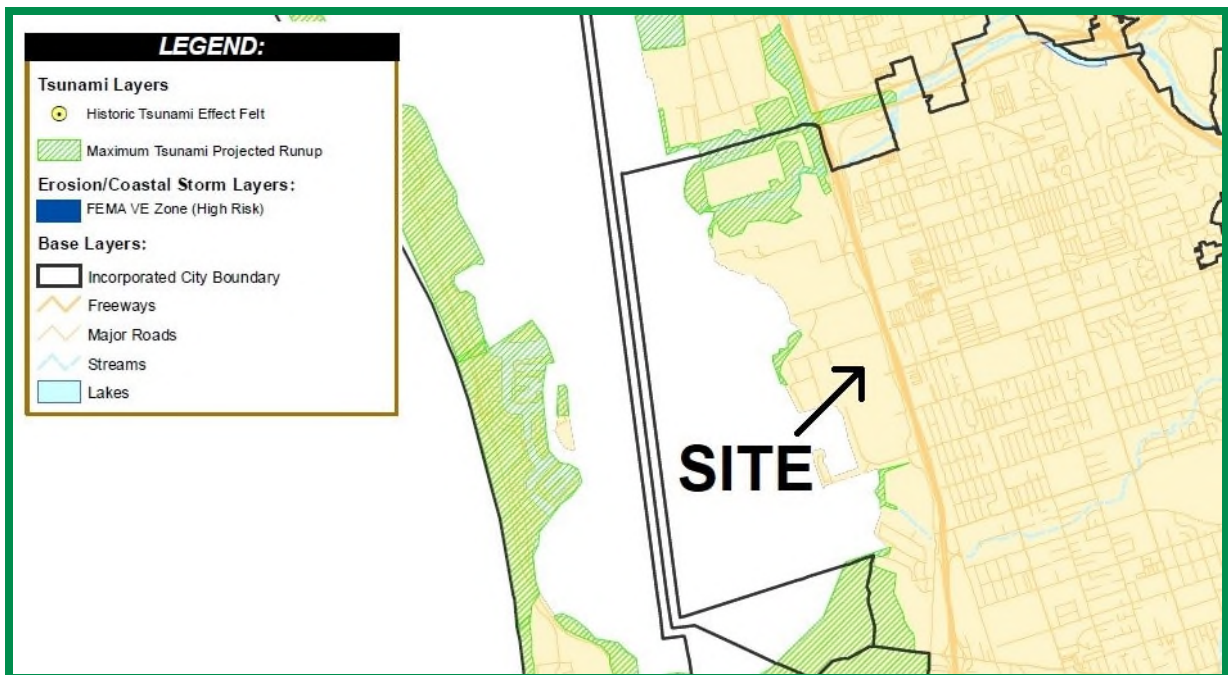 LEGEND:
Tsunami Layers
Historic Tsunami Effect Felt
Maximum Tsunami Projected Runup
Erosion/Coastal Storm Layers:
FEMA VE Zone (High Risk)
Base Layers:
Incorporated City Boundary
Freeways
Major Roads
Streams
Lakes
SITE